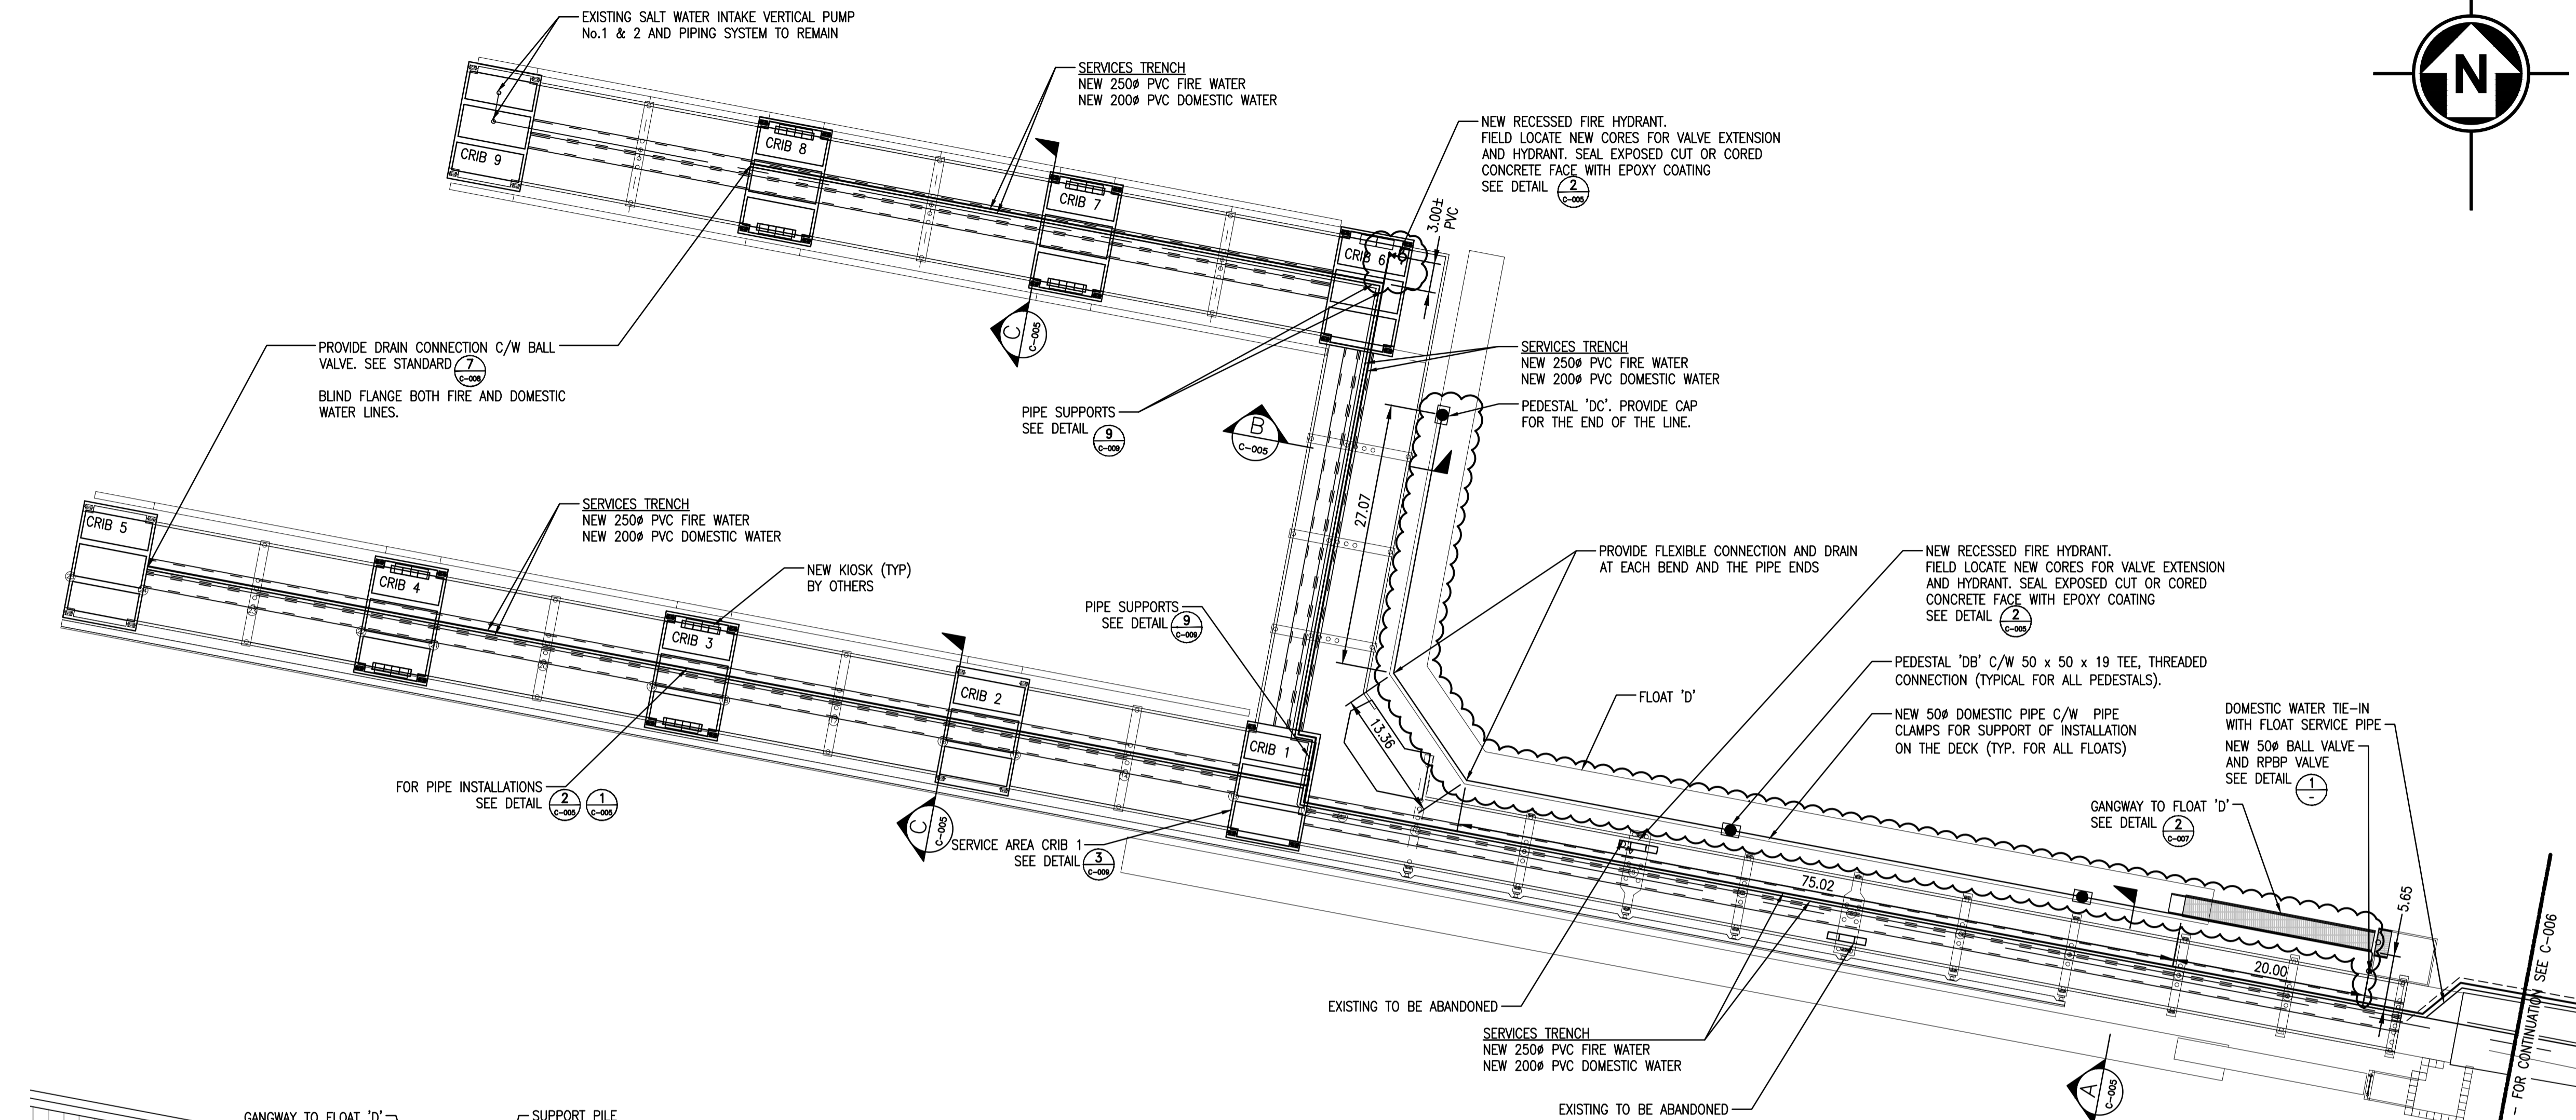 EXISTING SALT WATER INTAKE VERTICAL PUMP
No.1 & 2 AND PIPING SYSTEM TO REMAIN
SERVICES TRENCH
NEW 250ø PVC FIRE WATER
NEW 200ø PVC DOMESTIC WATER
N
NEW RECESSED FIRE HYDRANT.
FIELD LOCATE NEW CORES FOR VALVE EXTENSION
AND HYDRANT. SEAL EXPOSED CUT OR CORED
CONCRETE FACE WITH EPOXY COATING
SEE DETAIL 2
C-005
CRIB 9
CRIB 8
CRIB 7
CRIB 6
3.00±
PVC
C
C-005
PROVIDE DRAIN CONNECTION C/W BALL
VALVE. SEE STANDARD 7
C-008
BLIND FLANGE BOTH FIRE AND DOMESTIC
WATER LINES.
SERVICES TRENCH
NEW 250ø PVC FIRE WATER
NEW 200ø PVC DOMESTIC WATER
PIPE SUPPORTS
SEE DETAIL 9
C-009
B
C-005
PEDESTAL 'DC'. PROVIDE CAP
FOR THE END OF THE LINE.
27.07
CRIB 5
CRIB 4
CRIB 3
CRIB 2
CRIB 1
SERVICES TRENCH
NEW 250ø PVC FIRE WATER
NEW 200ø PVC DOMESTIC WATER
NEW KIOSK (TYP)
BY OTHERS
PIPE SUPPORTS
SEE DETAIL 9
C-009
PROVIDE FLEXIBLE CONNECTION AND DRAIN
AT EACH BEND AND THE PIPE ENDS
NEW RECESSED FIRE HYDRANT.
FIELD LOCATE NEW CORES FOR VALVE EXTENSION
AND HYDRANT. SEAL EXPOSED CUT OR CORED
CONCRETE FACE WITH EPOXY COATING
SEE DETAIL 2
C-005
PEDESTAL 'DB' C/W 50 x 50 x 19 TEE, THREADED
CONNECTION (TYPICAL FOR ALL PEDESTALS).
FLOAT 'D'
13.36
NEW 50ø DOMESTIC PIPE C/W PIPE
CLAMPS FOR SUPPORT OF INSTALLATION
ON THE DECK (TYP. FOR ALL FLOATS)
DOMESTIC WATER TIE-IN
WITH FLOAT SERVICE PIPE
NEW 50ø BALL VALVE
AND RPBP VALVE
SEE DETAIL 1
-
GANGWAY TO FLOAT 'D'
SEE DETAIL 2
C-007
FOR PIPE INSTALLATIONS
SEE DETAIL 2
C-005
1
C-005
C
C-005
SERVICE AREA CRIB 1
SEE DETAIL 3
C-009
75.02
20.00
5.65
EXISTING TO BE ABANDONED
SERVICES TRENCH
NEW 250ø PVC FIRE WATER
NEW 200ø PVC DOMESTIC WATER
EXISTING TO BE ABANDONED
A
C-005
- FOR CONTINUATION SEE C-006
GANGWAY TO FLOAT 'D'
SUPPORT PILE